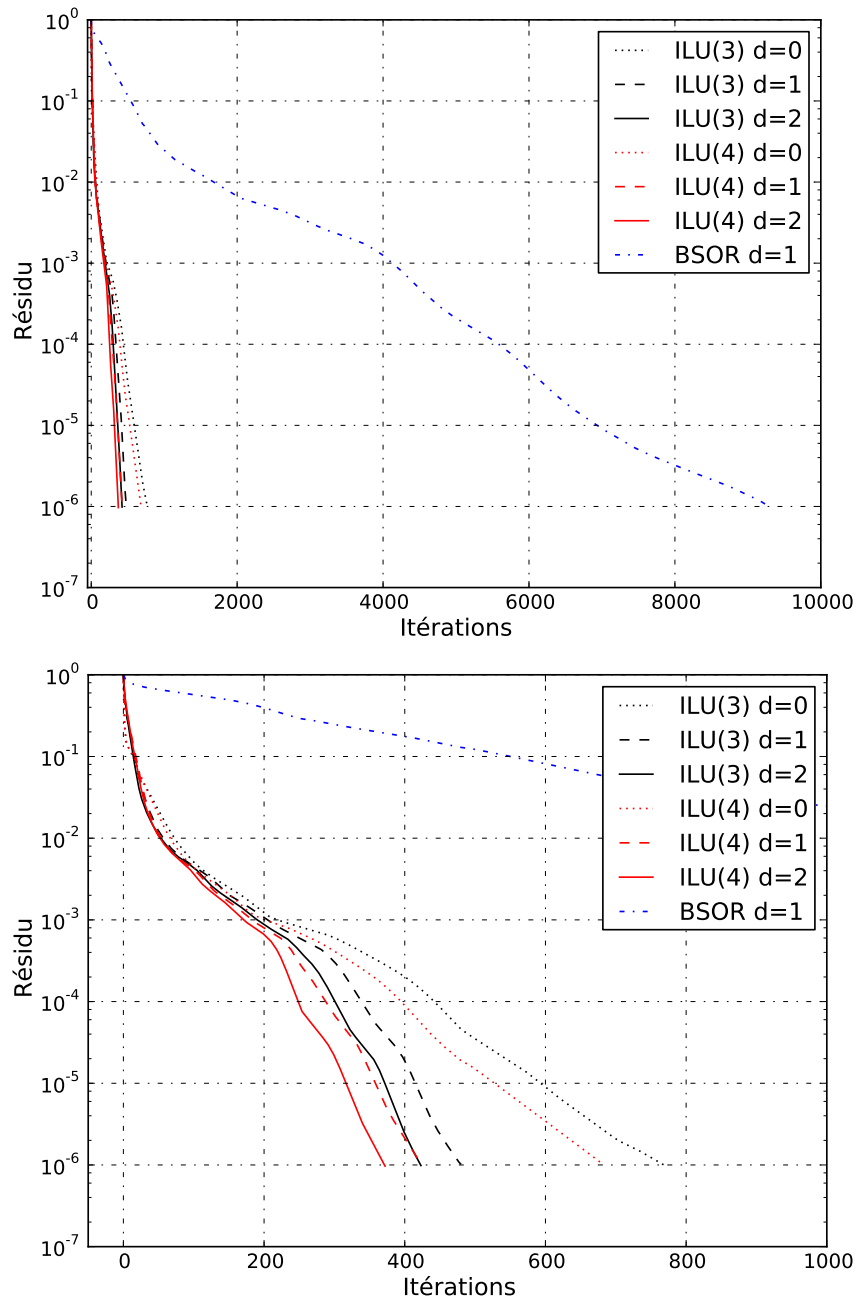 10^0
10^-1
10^-2
10^-3
10^-4
10^-5
10^-6
10^-7
Résidu
0 2000 4000 6000 8000 10000
Itérations
ILU(3) d=0
ILU(3) d=1
ILU(3) d=2
ILU(4) d=0
ILU(4) d=1
ILU(4) d=2
BSOR d=1
10^0
10^-1
10^-2
10^-3
10^-4
10^-5
10^-6
10^-7
Résidu
0 200 400 600 800 1000
Itérations
ILU(3) d=0
ILU(3) d=1
ILU(3) d=2
ILU(4) d=0
ILU(4) d=1
ILU(4) d=2
BSOR d=1